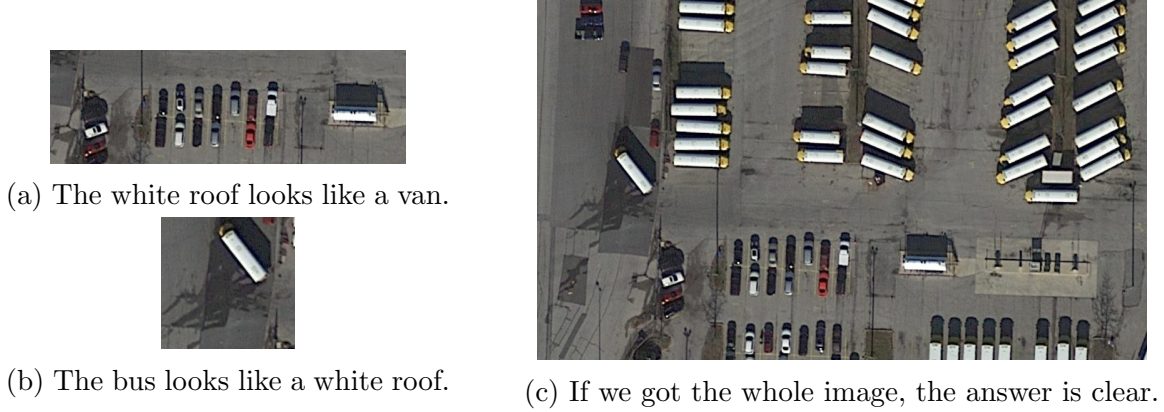 (a) The white roof looks like a van.
(b) The bus looks like a white roof.
(c) If we got the whole image, the answer is clear.